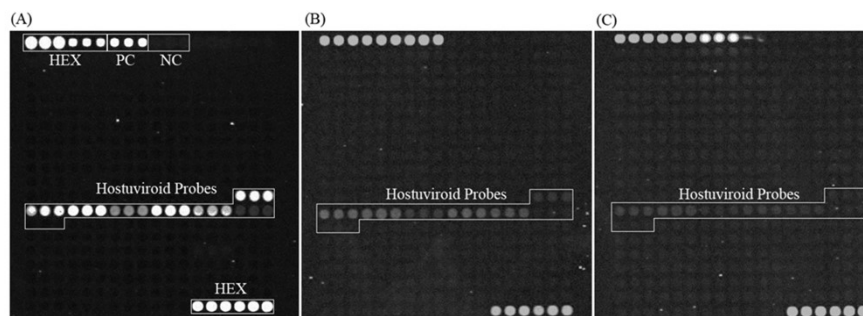 (A)
HEX PC NC
Hostuviroid Probes
HEX
(B)
Hostuviroid Probes
(C)
Hostuviroid Probes